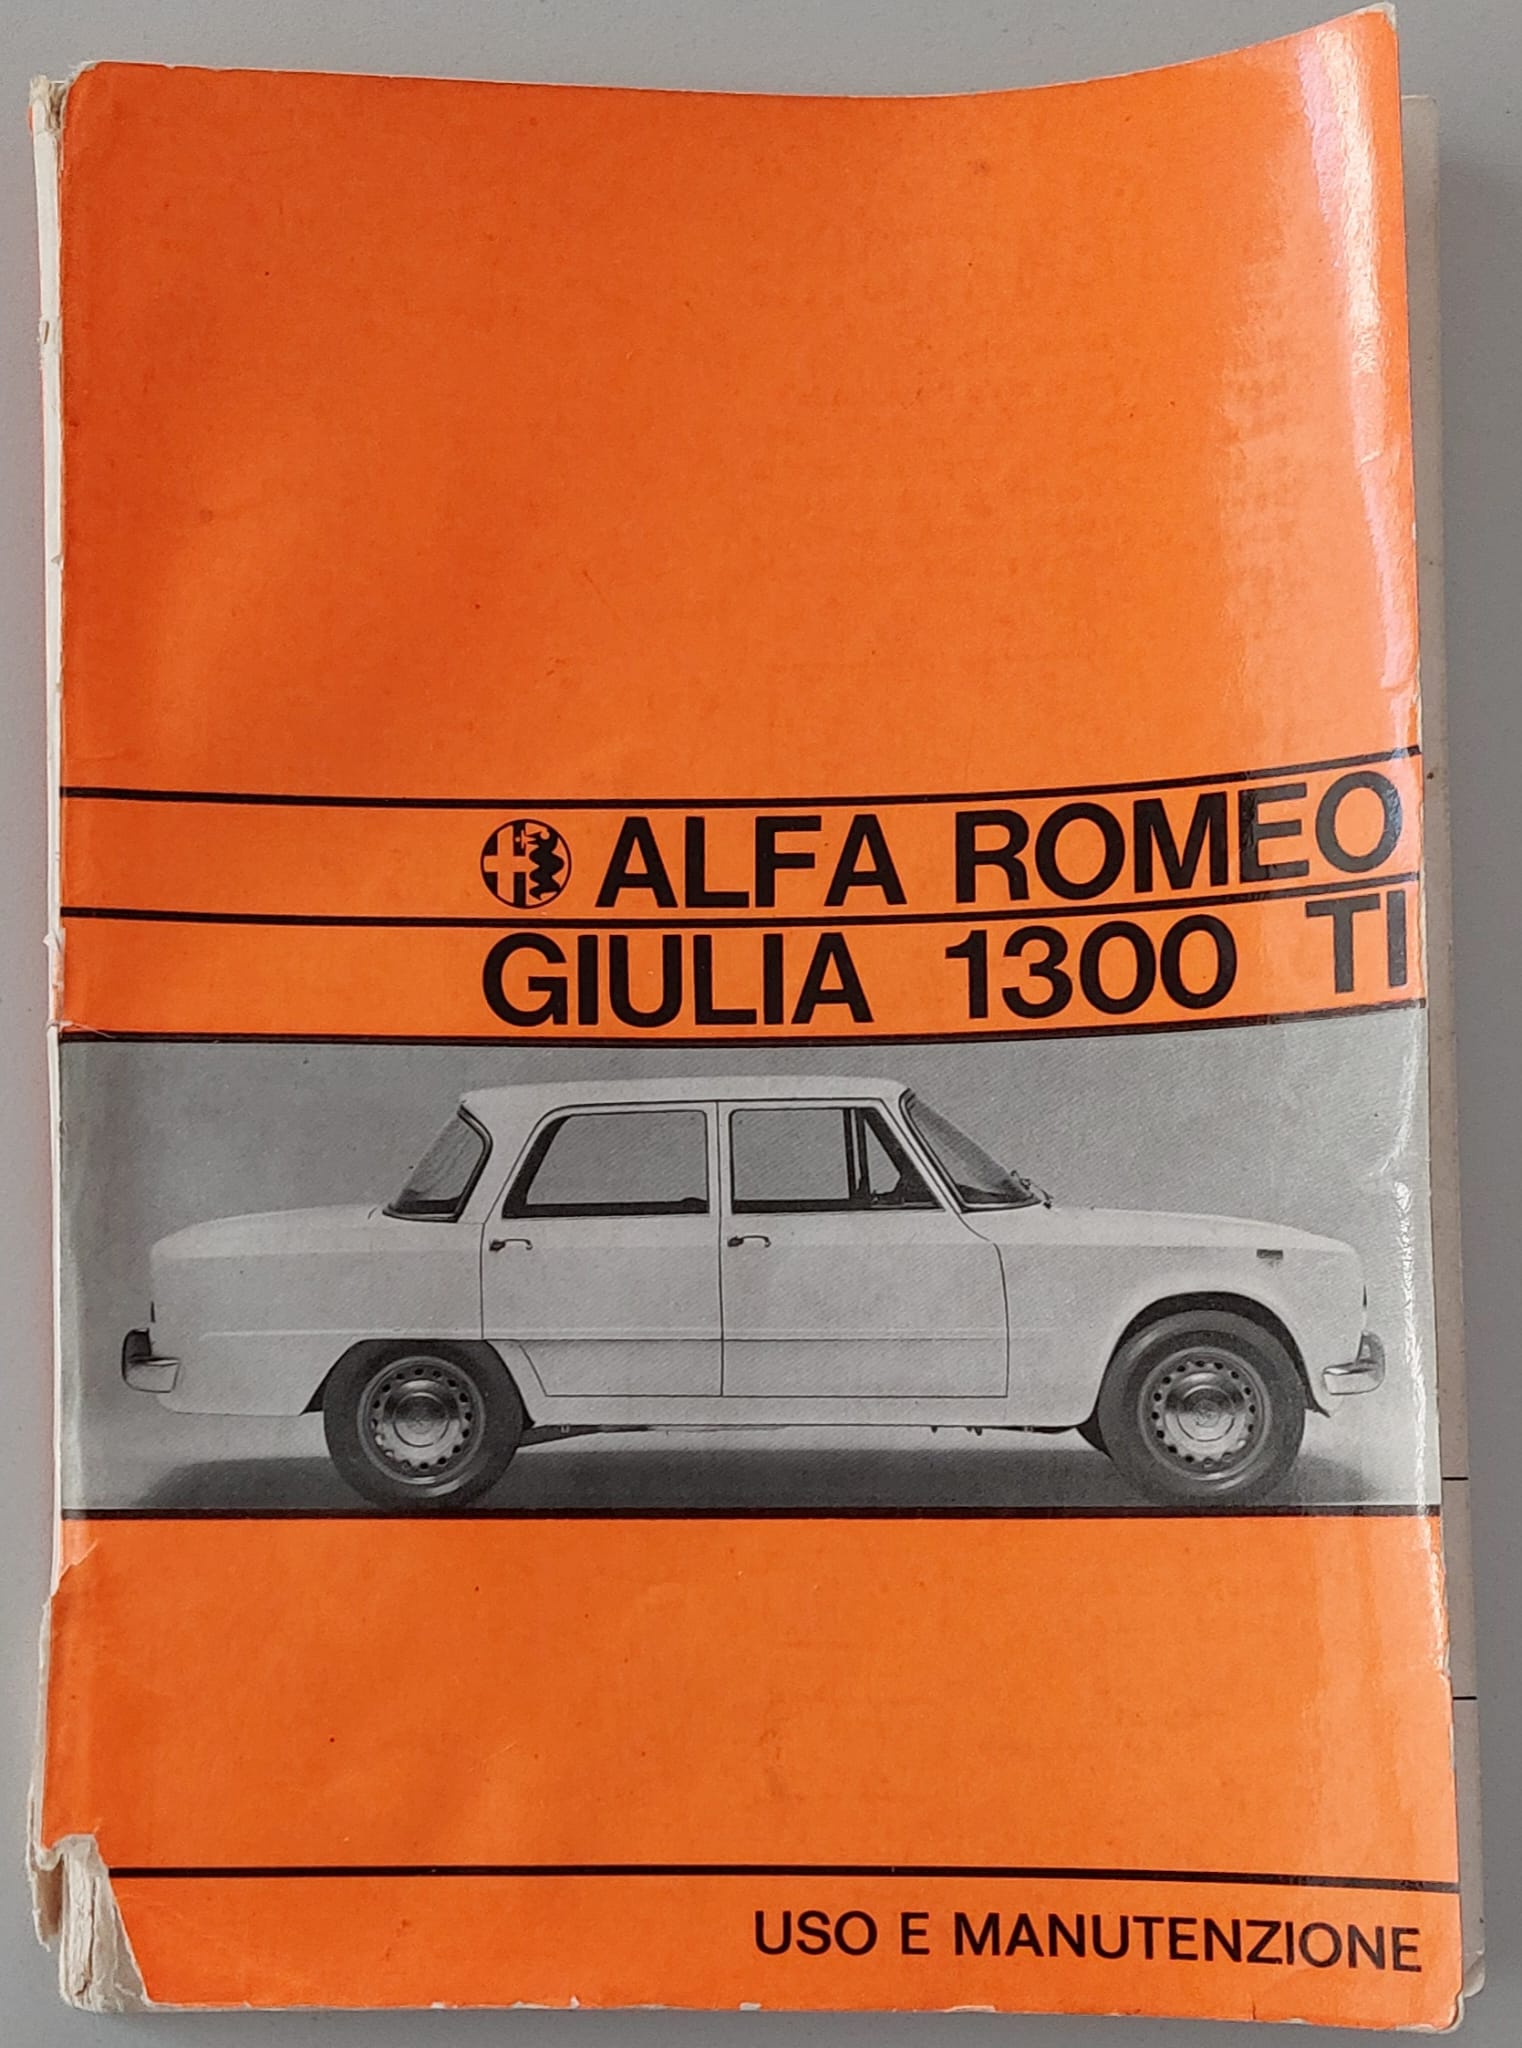 ALFA ROMEO
GIULIA 1300 TI
USO E MANUTENZIONE